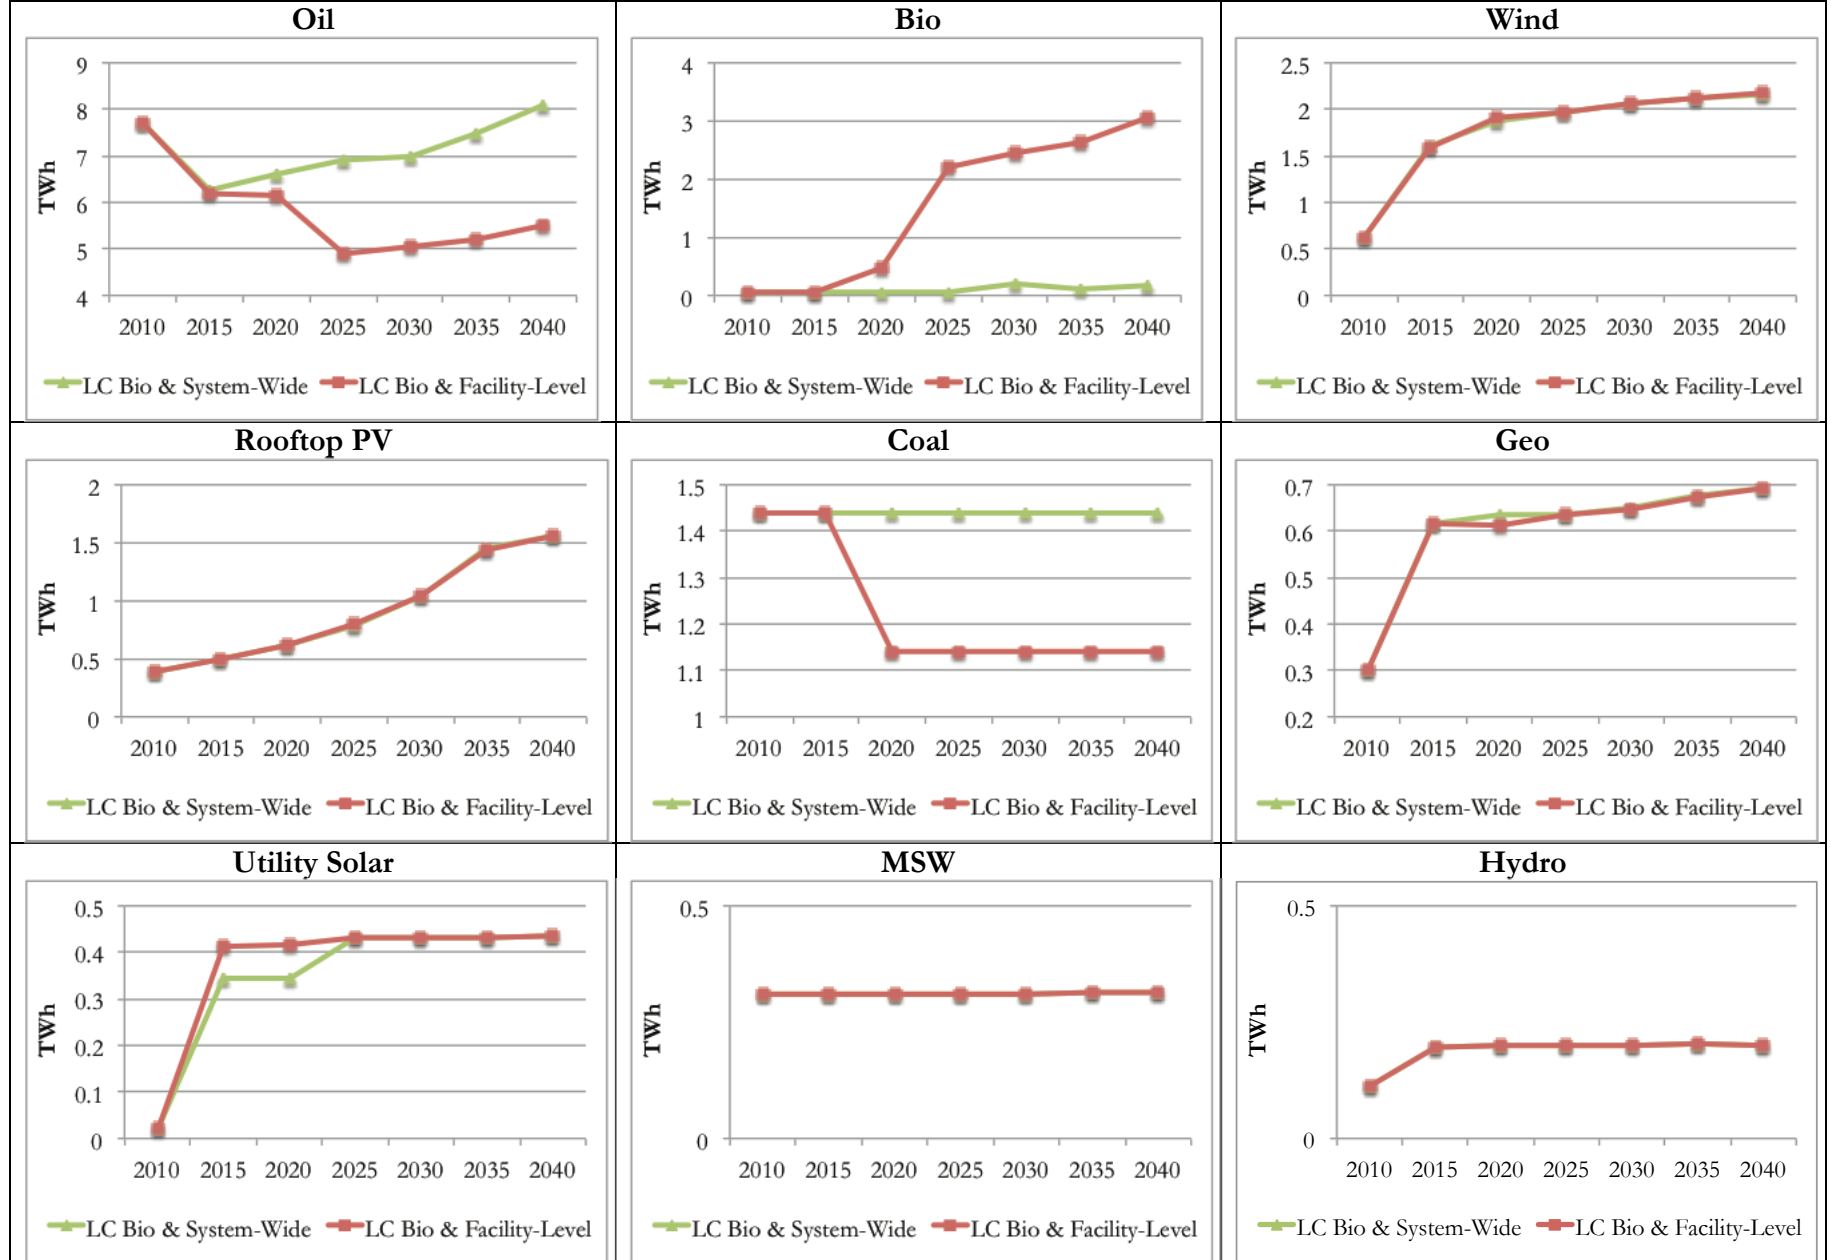 Oil
Bio
Wind
9
8
7
6
5
4
TWh
2010 2015 2020 2025 2030 2035 2040
LC Bio & System-Wide LC Bio & Facility-Level
4
3
2
1
0
TWh
2010 2015 2020 2025 2030 2035 2040
LC Bio & System-Wide LC Bio & Facility-Level
2.5
2
1.5
1
0.5
0
TWh
2010 2015 2020 2025 2030 2035 2040
LC Bio & System-Wide LC Bio & Facility-Level
Rooftop PV
Coal
Geo
2
1.5
1
0.5
0
TWh
2010 2015 2020 2025 2030 2035 2040
LC Bio & System-Wide LC Bio & Facility-Level
1.5
1.4
1.3
1.2
1.1
1
TWh
2010 2015 2020 2025 2030 2035 2040
LC Bio & System-Wide LC Bio & Facility-Level
0.7
0.6
0.5
0.4
0.3
0.2
TWh
2010 2015 2020 2025 2030 2035 2040
LC Bio & System-Wide LC Bio & Facility-Level
Utility Solar
MSW
Hydro
0.5
0.4
0.3
0.2
0.1
0
TWh
2010 2015 2020 2025 2030 2035 2040
LC Bio & System-Wide LC Bio & Facility-Level
0.5
0
TWh
2010 2015 2020 2025 2030 2035 2040
LC Bio & System-Wide LC Bio & Facility-Level
0.5
0
TWh
2010 2015 2020 2025 2030 2035 2040
LC Bio & System-Wide LC Bio & Facility-Level